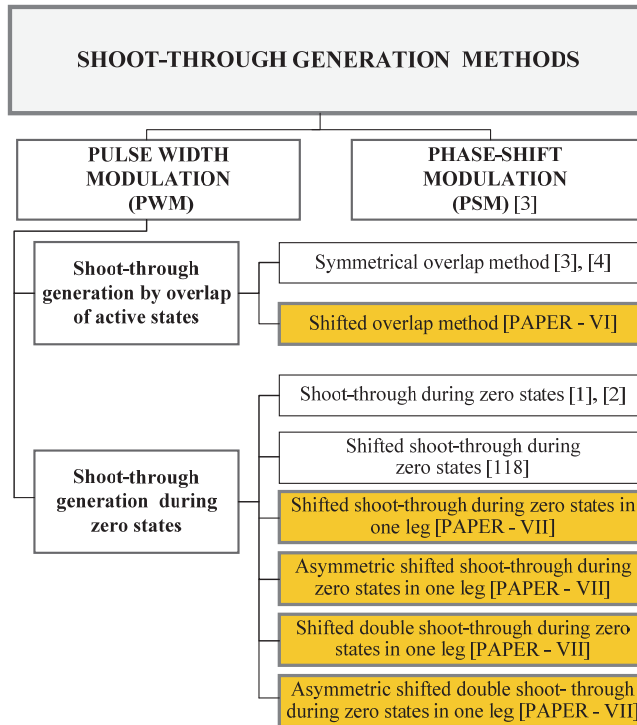 SHOOT-THROUGH GENERATION METHODS
PULSE WIDTH
MODULATION
(PWM)
PHASE-SHIFT
MODULATION
(PSM) [3]
Shoot-through
generation by overlap
of active states
Symmetrical overlap method [3], [4]
Shifted overlap method [PAPER - VI]
Shoot-through
generation during
zero states
Shoot-through during zero states [1], [2]
Shifted shoot-through during
zero states [118]
Shifted shoot-through during zero states in
one leg [PAPER - VII]
Asymmetric shifted shoot-through during
zero states in one leg [PAPER - VII]
Shifted double shoot-through during zero
states in one leg [PAPER - VII]
Asymmetric shifted double shoot- through
during zero states in one leg [PAPER - VII]